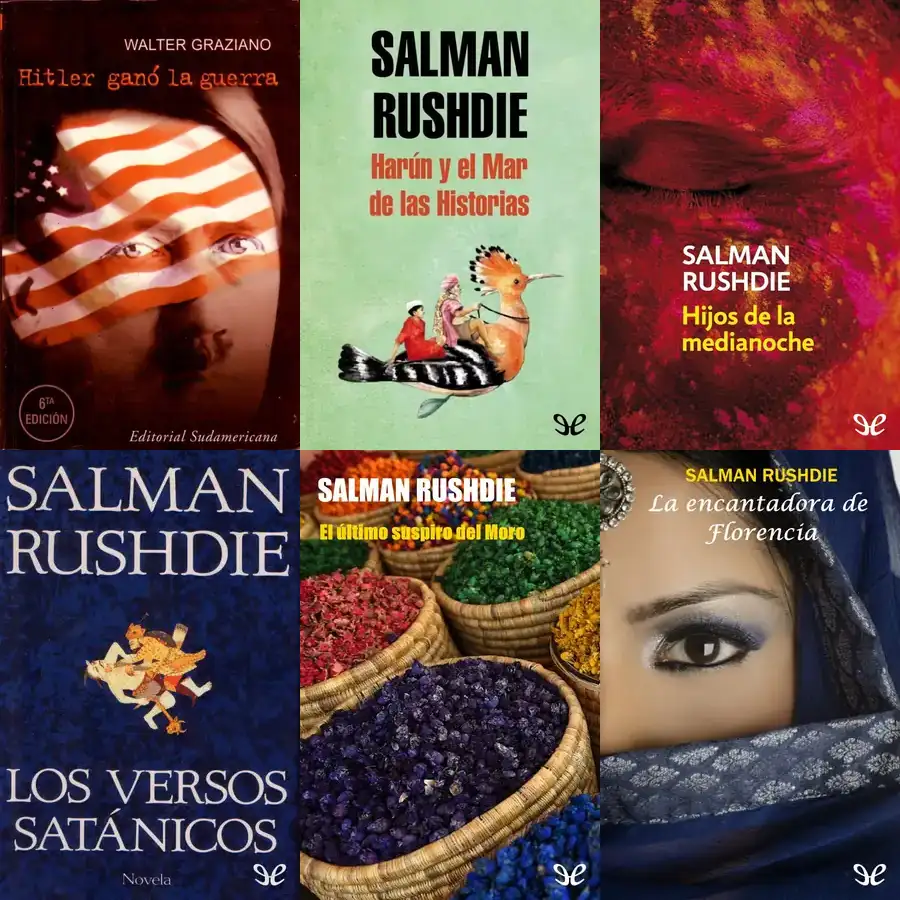 WALTER GRAZIANO
Hitler ganó la guerra
6TA
EDICIÓN
Editorial Sudamericana
SALMAN
RUSHDIE
Harún y el Mar
de las Historias
SALMAN
RUSHDIE
Hijos de la
medianoche
SALMAN
RUSHDIE
LOS VERSOS
SATÁNICOS
Novela
SALMAN RUSHDIE
El último suspiro del Moro
SALMAN RUSHDIE
La encantadora de
Florencia